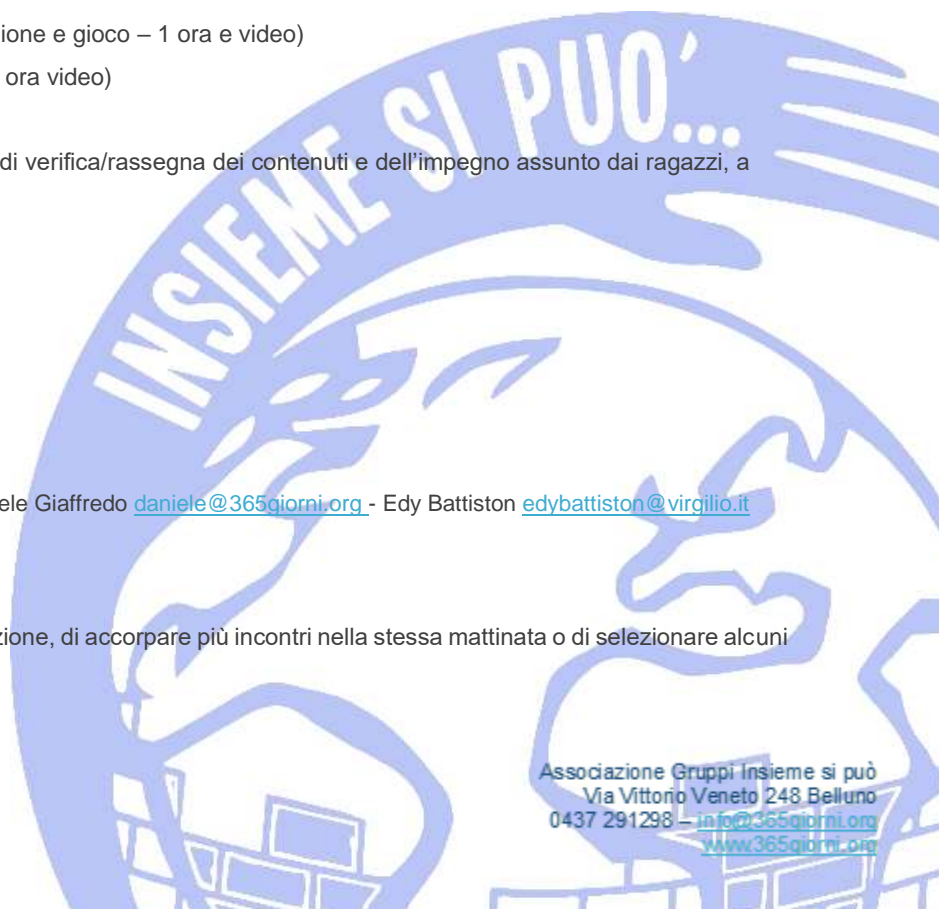 ione e gioco – 1 ora e video)
ora video)
INSIEME SI PUO'...
di verifica/rassegna dei contenuti e dell'impegno assunto dai ragazzi, a
ele Giaffredo daniele@365giorni.org - Edy Battiston edybattiston@virgilio.it
zione, di accorpare più incontri nella stessa mattinata o di selezionare alcuni
Associazione Gruppi Insieme si può
Via Vittorio Veneto 248 Belluno
0437 291298 – info@365giorni.org
www.365giorni.org